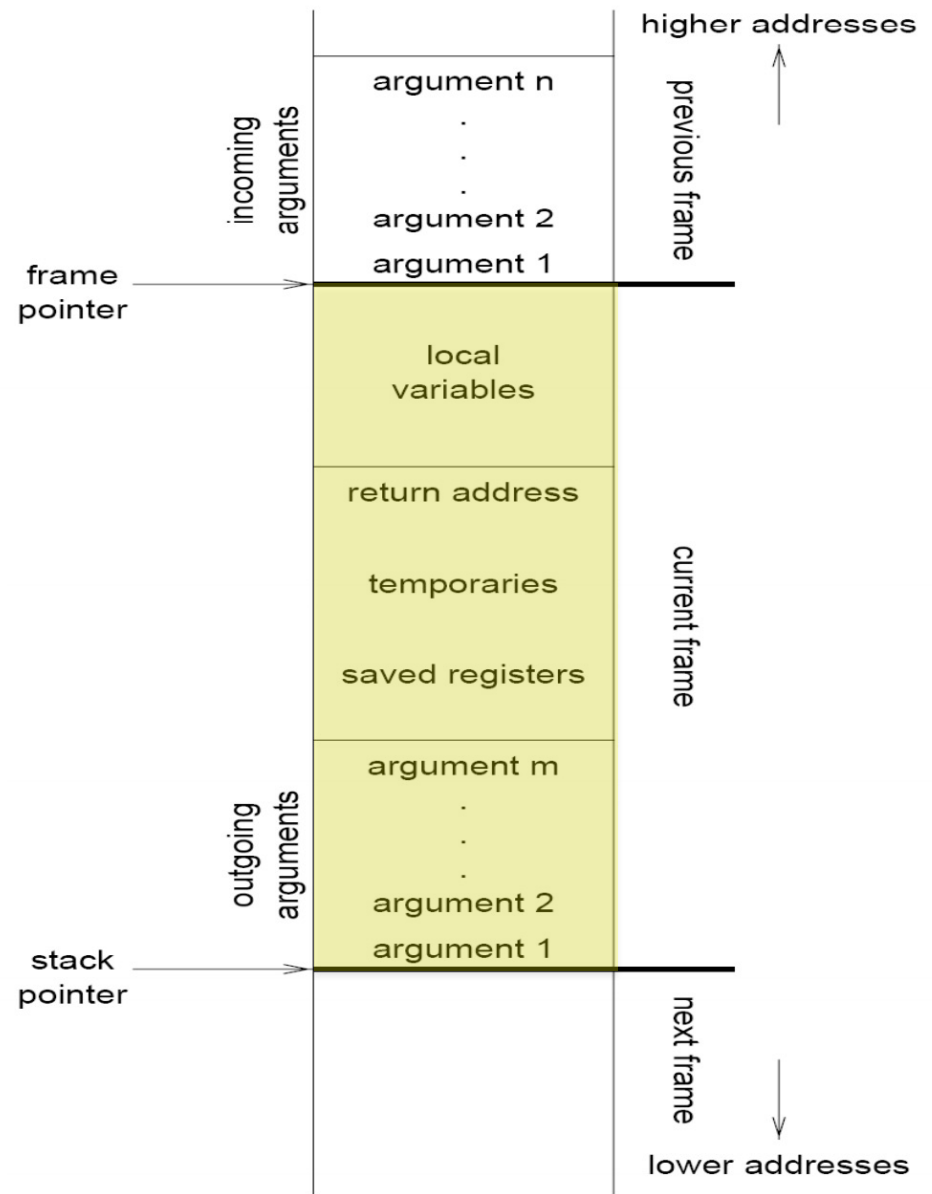 higher addresses
argument n
.
.
.
argument 2
argument 1
incoming
arguments
previous frame
frame
pointer
local
variables
return address
temporaries
saved registers
current frame
argument m
.
.
.
argument 2
argument 1
outgoing
arguments
stack
pointer
next frame
lower addresses